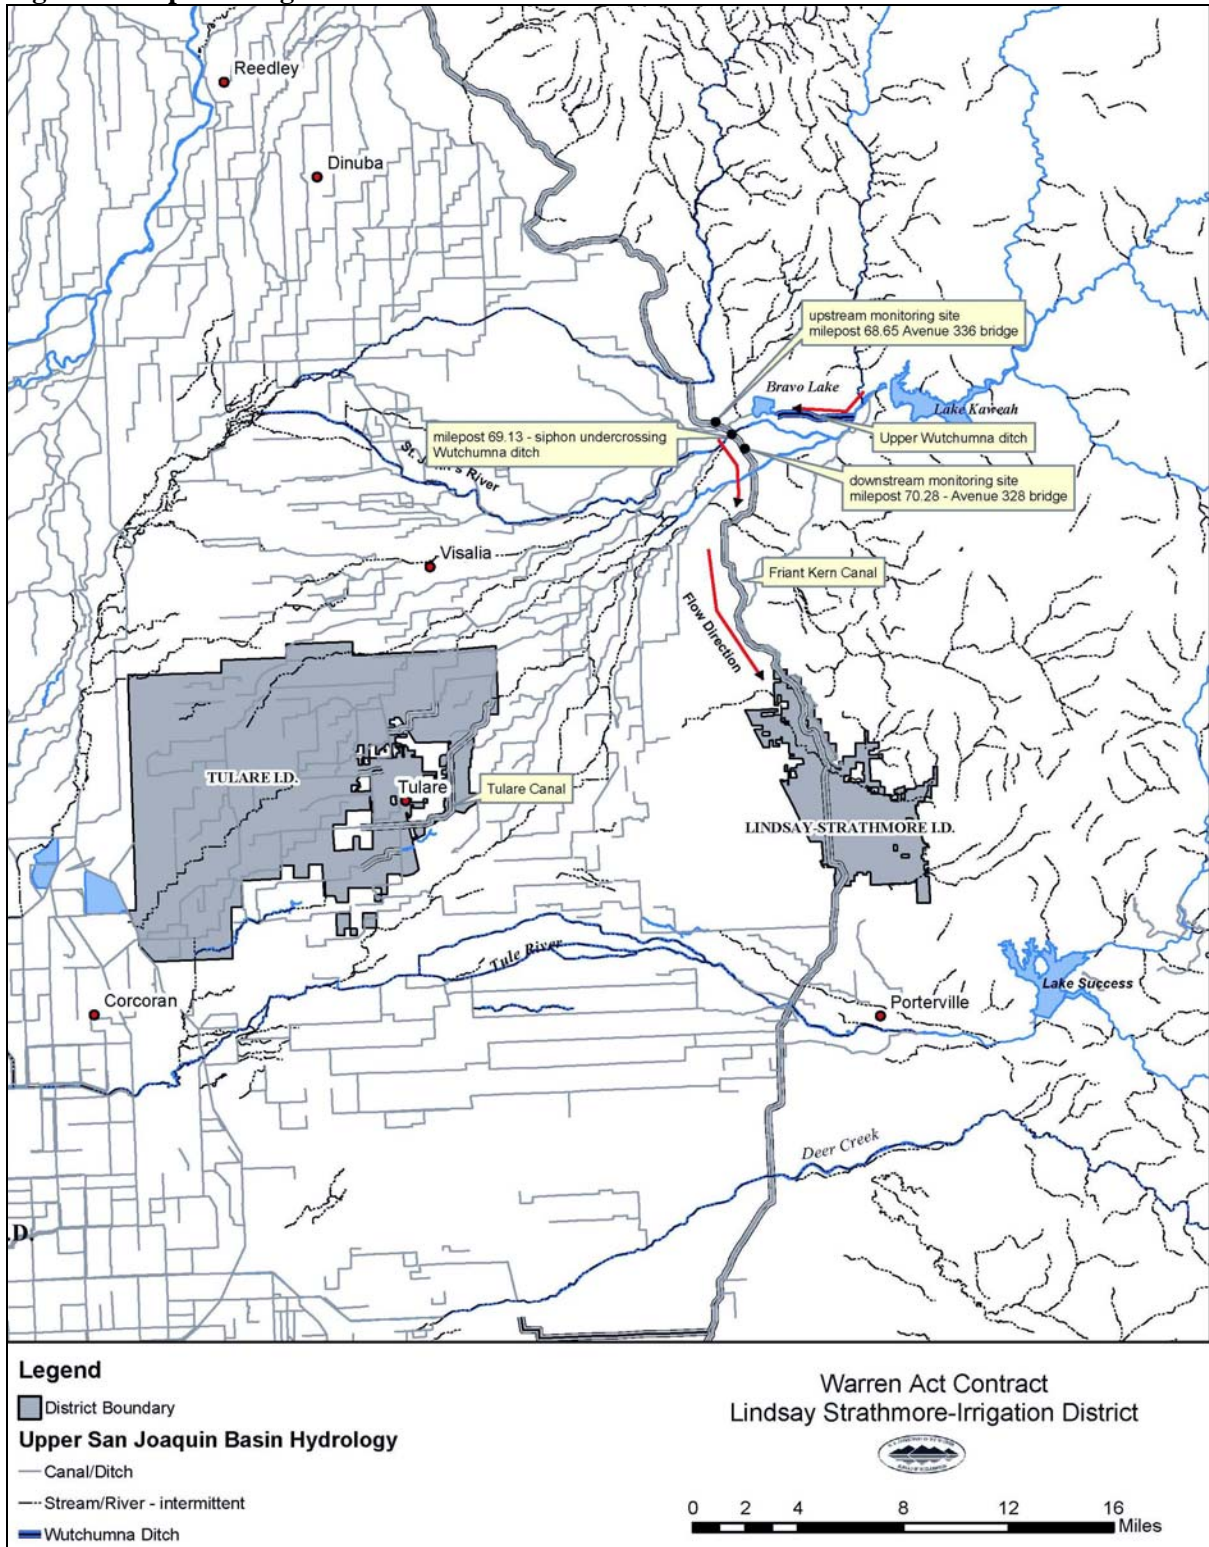 Reedley
Dinuba
upstream monitoring site
milepost 68.65 Avenue 336 bridge
Bravo Lake
Lake Kaweah
Upper Wutchumna ditch
milepost 69.13 - siphon undercrossing
Wutchumna ditch
St. John's River
downstream monitoring site
milepost 70.28 - Avenue 328 bridge
Visalia
Friant Kern Canal
Flow Direction
TULARE I.D.
Tulare
Tulare Canal
LINDSAY-STRATHMORE I.D.
Tule River
Corcoran
Lake Success
Porterville
Deer Creek
.D.
Legend
District Boundary
Upper San Joaquin Basin Hydrology
Canal/Ditch
Stream/River - intermittent
Wutchumna Ditch
Warren Act Contract
Lindsay Strathmore-Irrigation District
0 2 4 8 12 16
Miles